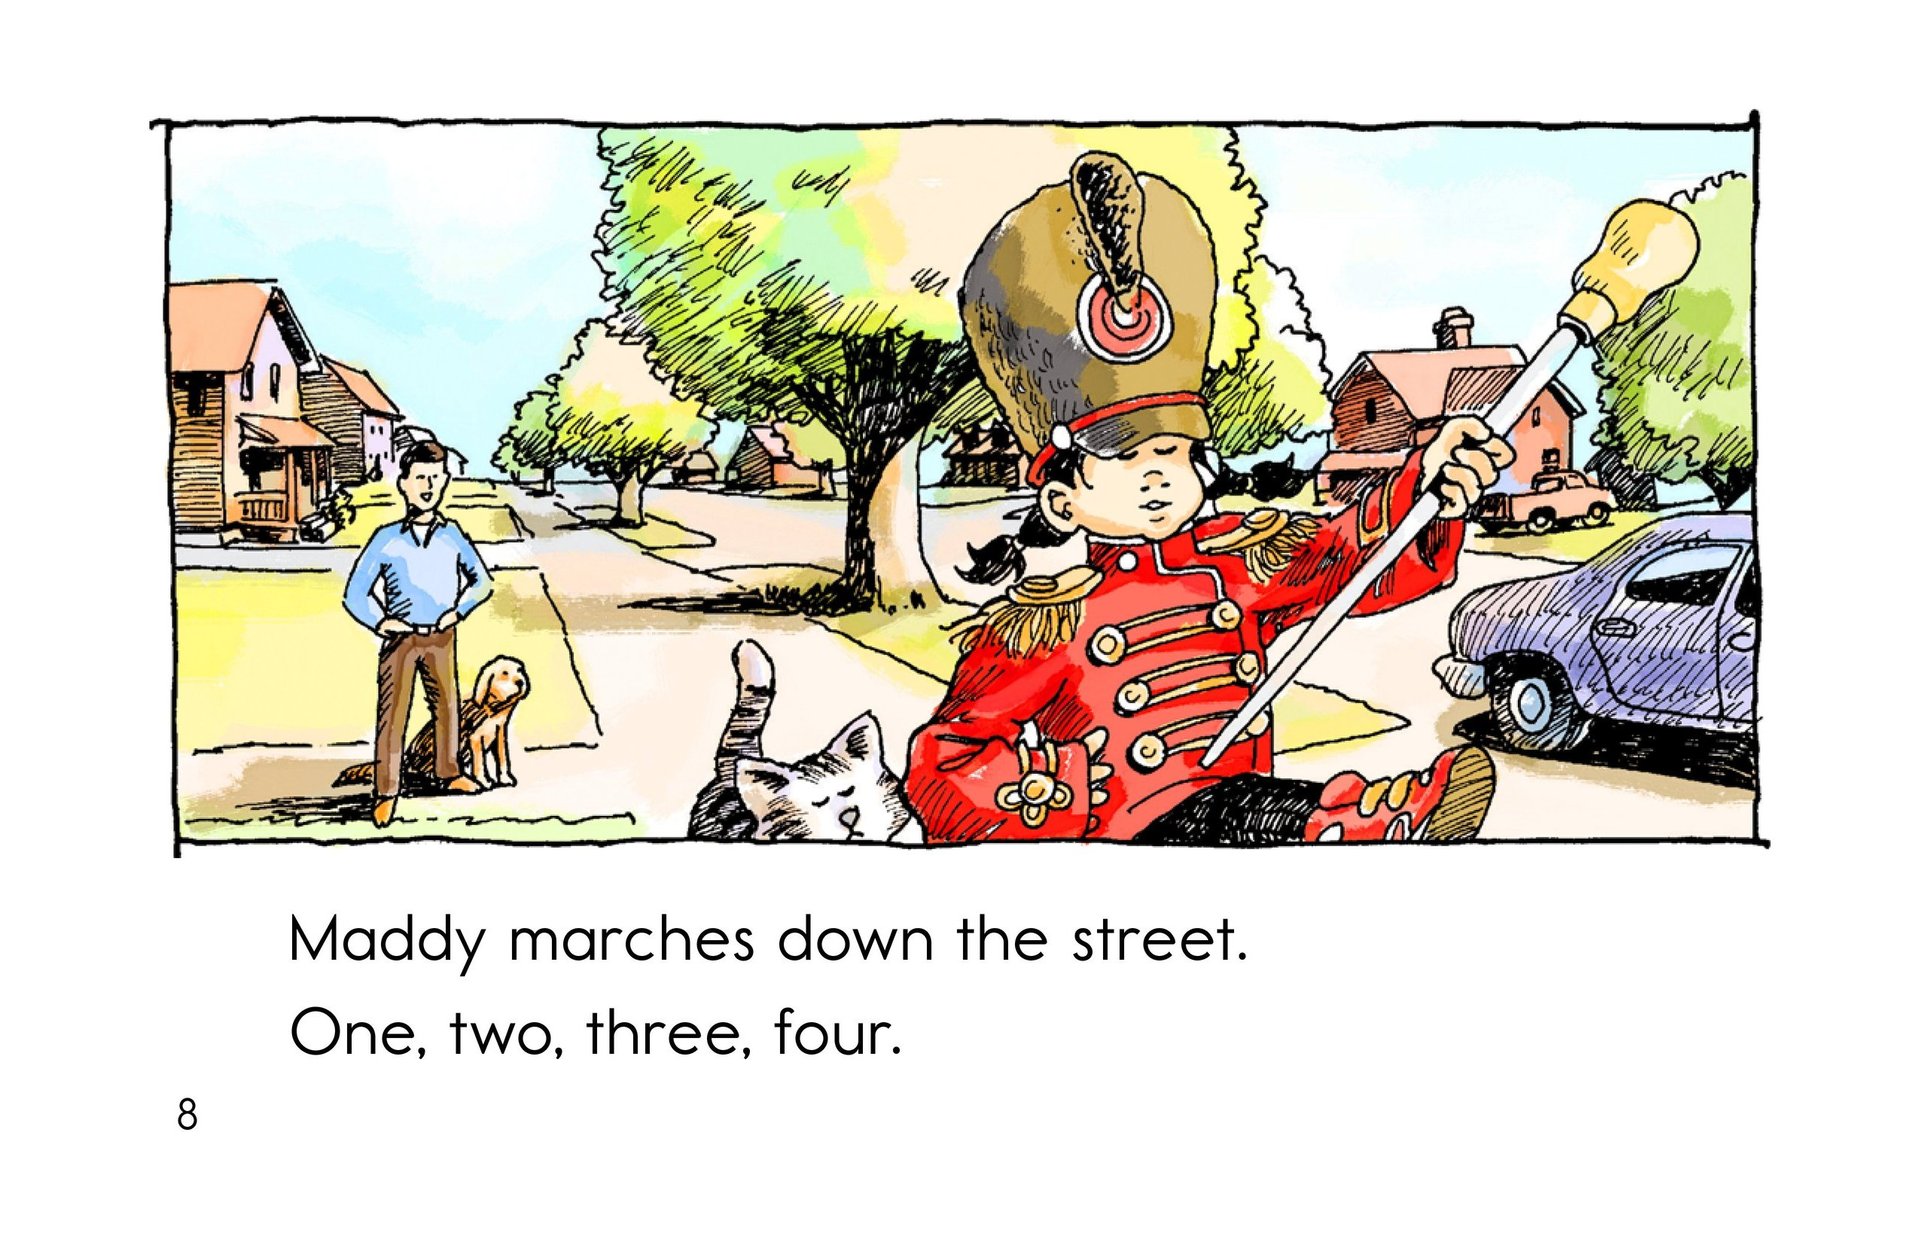 Maddy marches down the street.
One, two, three, four.
8